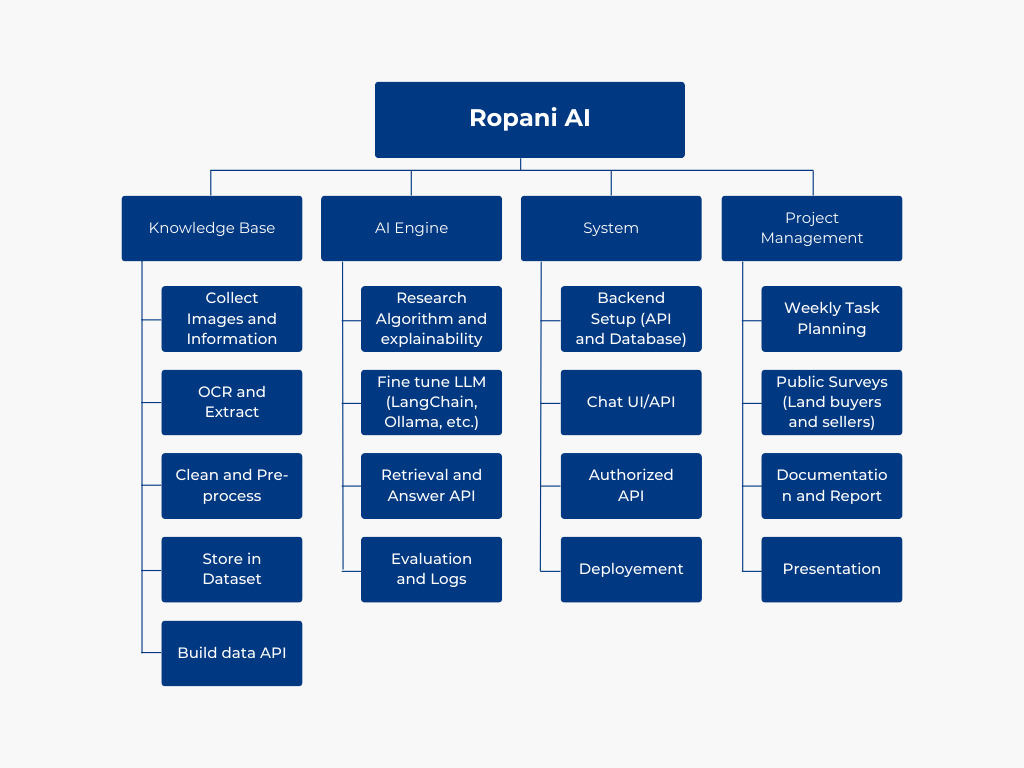 Ropani AI
Knowledge Base
Collect
Images and
Information
OCR and
Extract
Clean and Pre-
process
Store in
Dataset
Build data API
AI Engine
Research
Algorithm and
explainability
Fine tune LLM
(LangChain,
Ollama, etc.)
Retrieval and
Answer API
Evaluation
and Logs
System
Backend
Setup (API
and Database)
Chat UI/API
Authorized
API
Deployement
Project
Management
Weekly Task
Planning
Public Surveys
(Land buyers
and sellers)
Documentatio
n and Report
Presentation